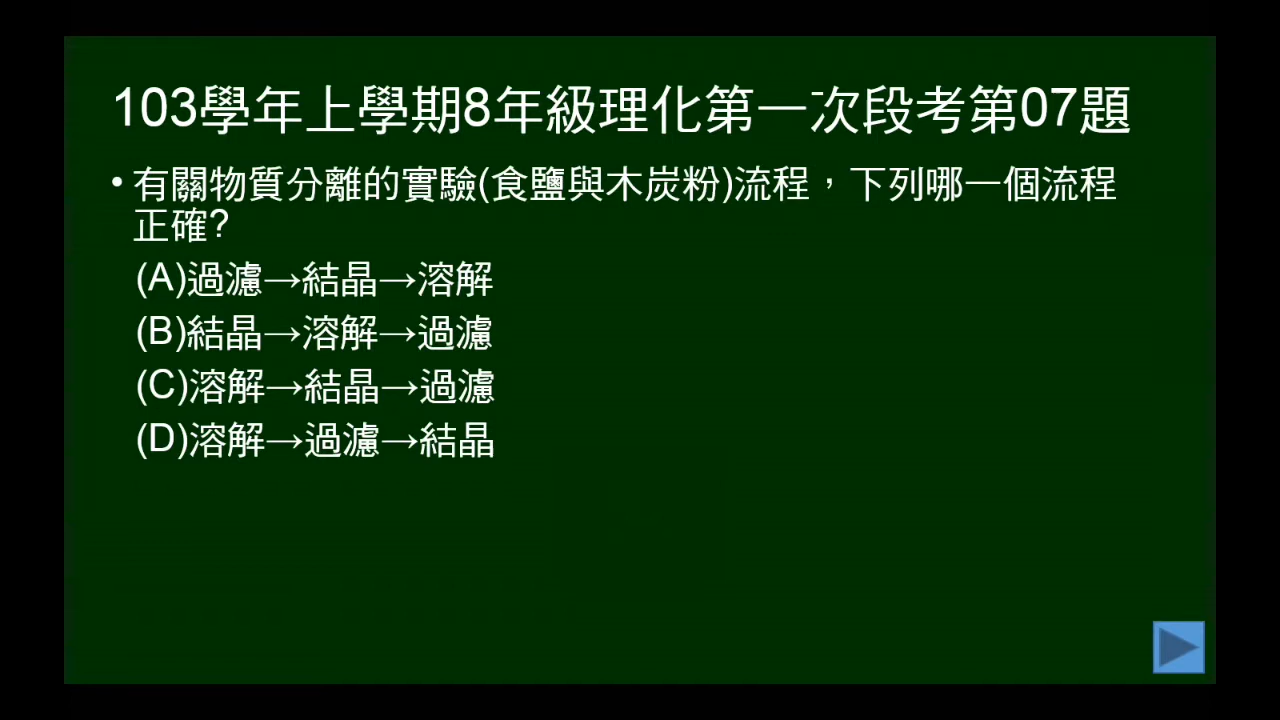 103學年上學期8年級理化第一次段考第07題
•有關物質分離的實驗(食鹽與木炭粉)流程，下列哪一個流程
正確?
(A)過濾→結晶→溶解
(B)結晶→溶解→過濾
(C)溶解→結晶→過濾
(D)溶解→過濾→結晶